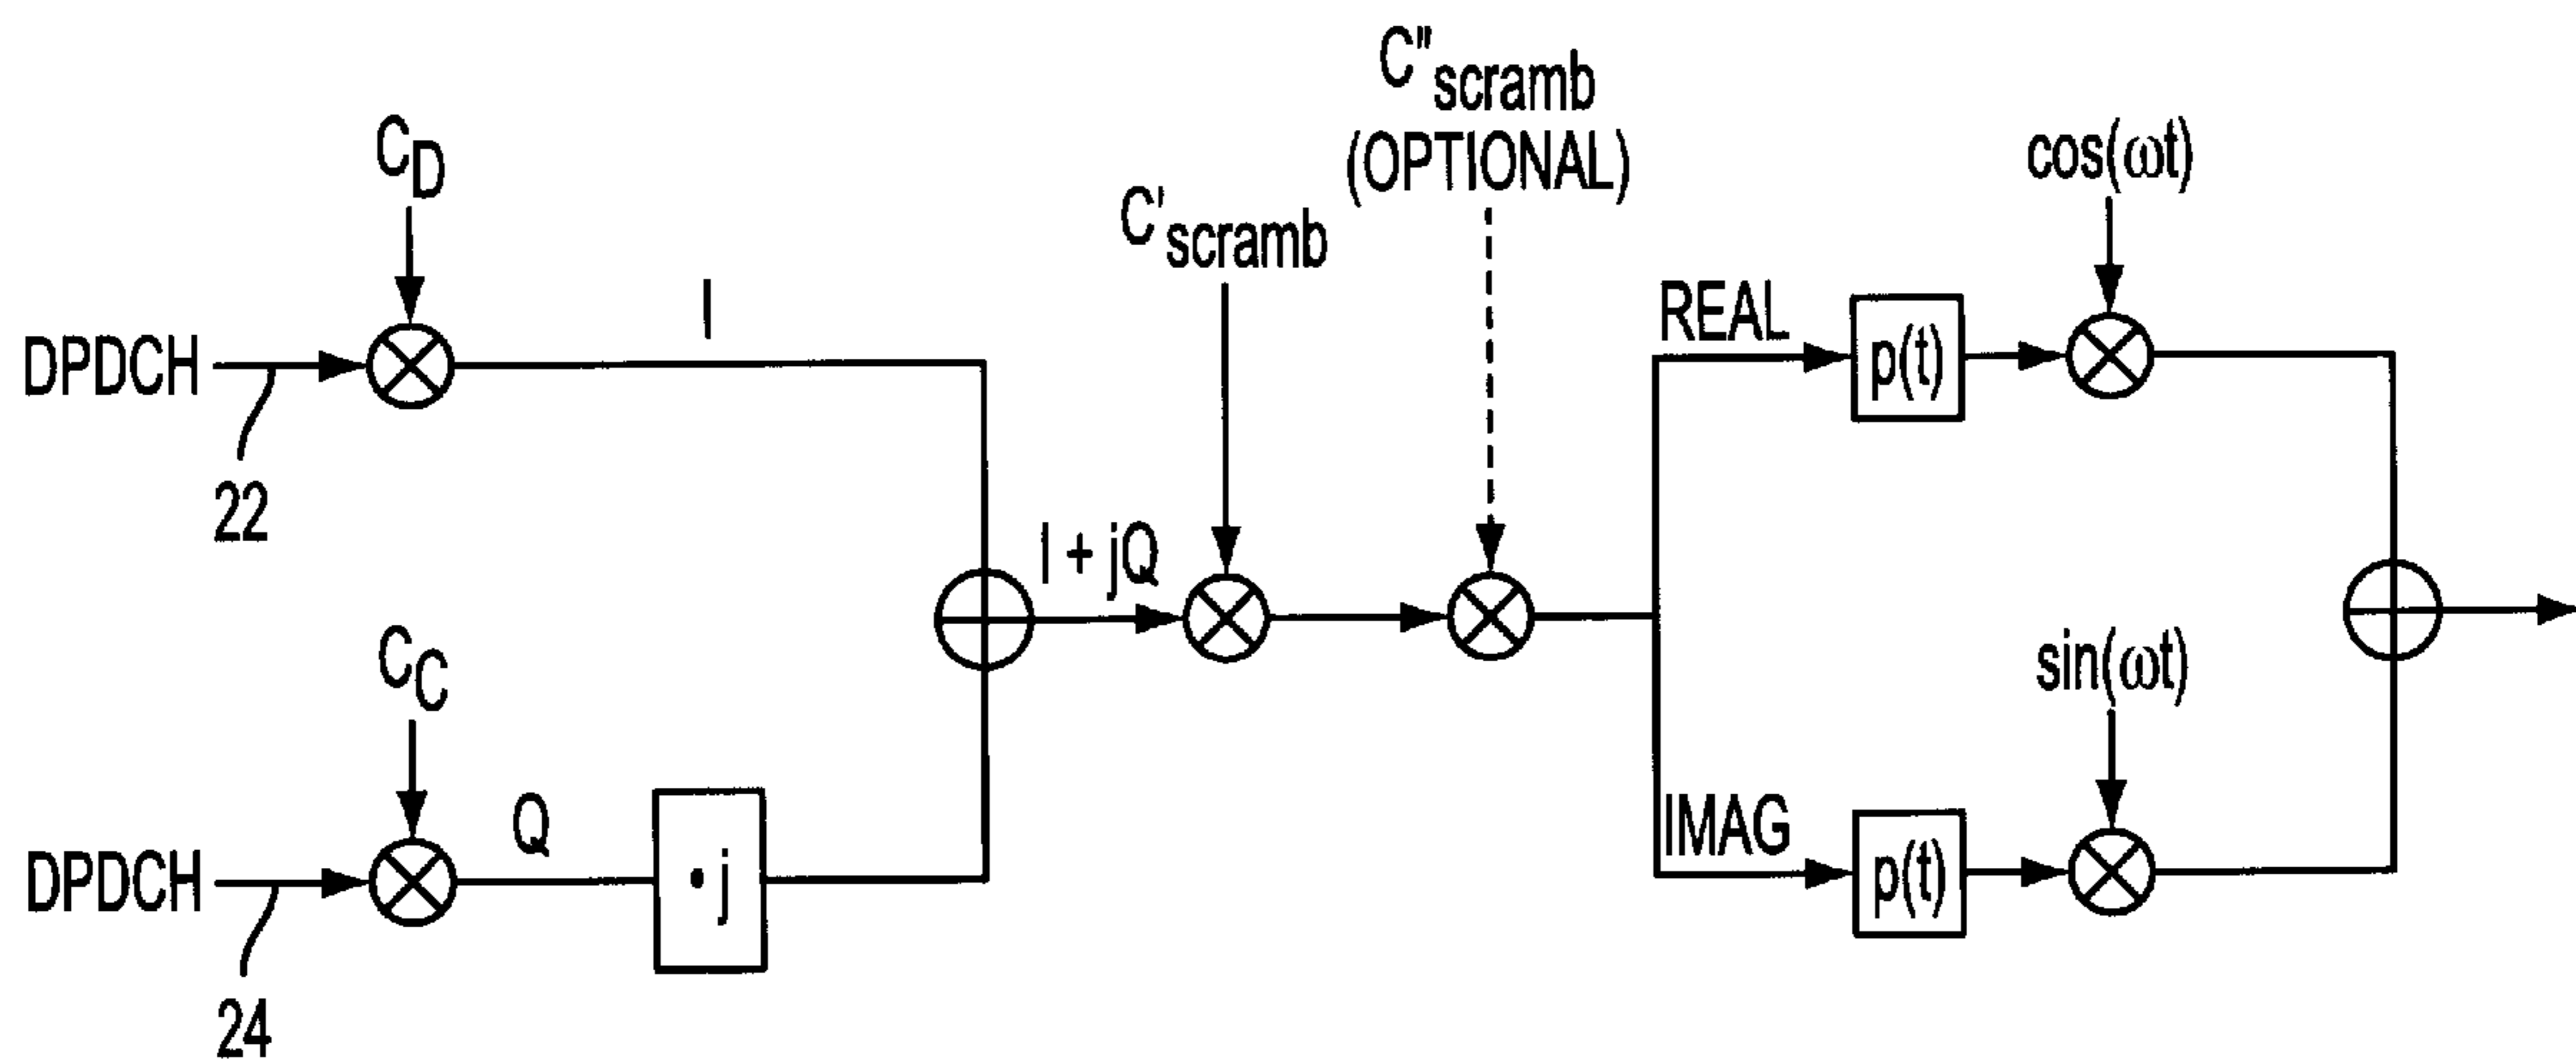 C"scramb
(OPTIONAL)
C'scramb
CD
cos(ωt)
DPDCH
I
REAL
p(t)
22
I + jQ
CC
sin(ωt)
DPDCH
Q
• j
IMAG
p(t)
24